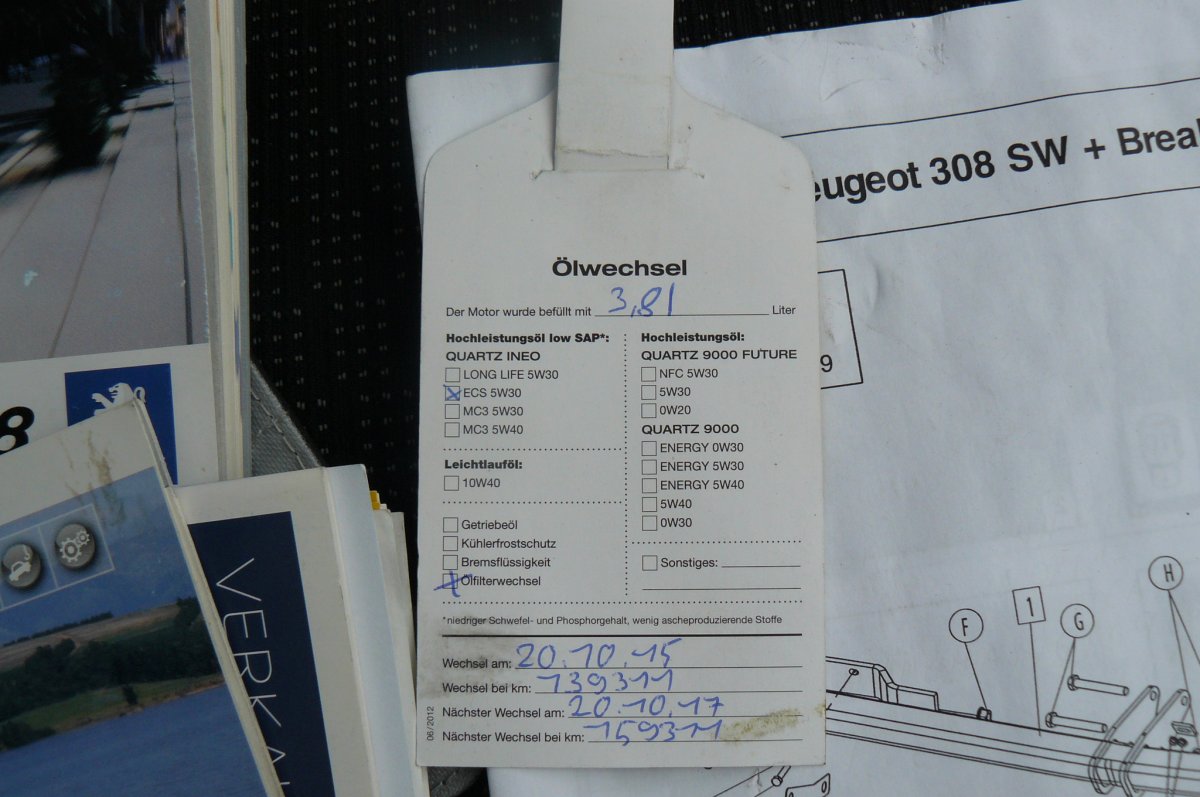 Peugeot 308 SW + Break
Ölwechsel
Der Motor wurde befüllt mit 3,8l Liter
Hochleistungsöl low SAP*:
QUARTZ INEO
LONG LIFE 5W30
ECS 5W30
MC3 5W30
MC3 5W40
Leichtlauföl:
10W40
Getriebeöl
Kühlerfrostschutz
Bremsflüssigkeit
Ölfilterwechsel
Hochleistungsöl:
QUARTZ 9000 FUTURE
NFC 5W30
5W30
0W20
QUARTZ 9000
ENERGY 0W30
ENERGY 5W30
ENERGY 5W40
5W40
0W30
Sonstiges:
*niedriger Schwefel- und Phosphorgehalt, wenig ascheproduzierende Stoffe
Wechsel am: 20.10.15
Wechsel bei km: 139311
Nächster Wechsel am: 20.10.17
Nächster Wechsel bei km: 159311
06/2012
8
9
F
1
G
H